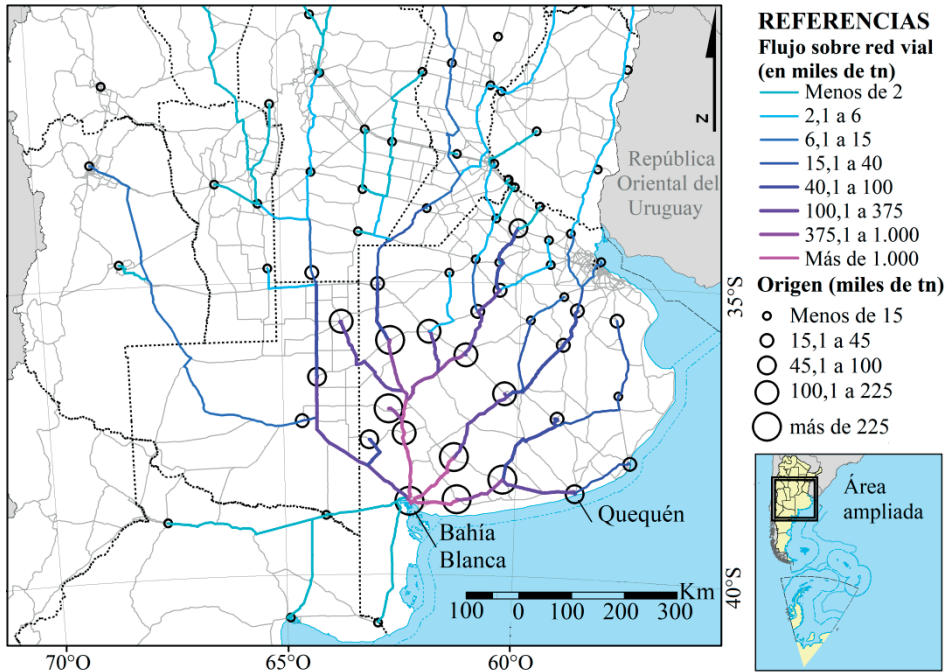 REFERENCIAS
Flujo sobre red vial
(en miles de tn)
Menos de 2
2,1 a 6
6,1 a 15
15,1 a 40
40,1 a 100
100,1 a 375
375,1 a 1.000
Más de 1.000
Origen (miles de tn)
Menos de 15
15,1 a 45
45,1 a 100
100,1 a 225
más de 225
Área
ampliada
N
República
Oriental del
Uruguay
35°S
Quequén
Bahía
Blanca
Km
100 0 100 200 300
40°S
70°O
65°O
60°O